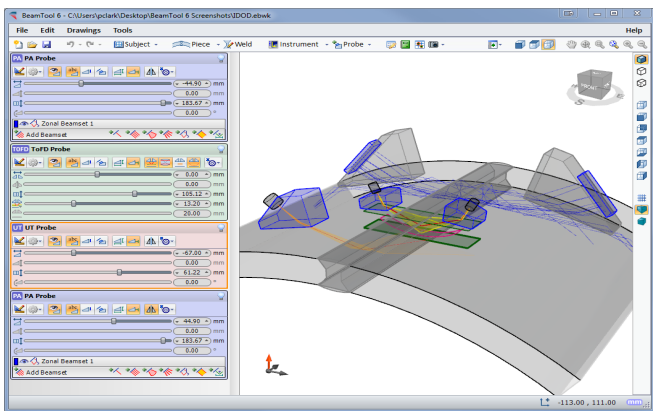 BeamTool 6 - C:\Users\pclark\Desktop\BeamTool 6 Screenshots\IDOD.ebwk
File Edit Drawings Tools Help
Subject Piece Weld Instrument Probe
PA PA Probe
-44.90 mm
0.00 mm
183.67 mm
0.00 °
Zonal Beamset 1
Add Beamset
TOFD ToFD Probe
0.00 mm
0.00 mm
105.12 mm
13.20 mm
20.00 mm
UT UT Probe
-67.00 mm
0.00 mm
61.22 mm
0.00 °
PA PA Probe
44.90 mm
0.00 mm
183.67 mm
0.00 °
Zonal Beamset 1
Add Beamset
FRONT
-113.00 , 111.00 mm